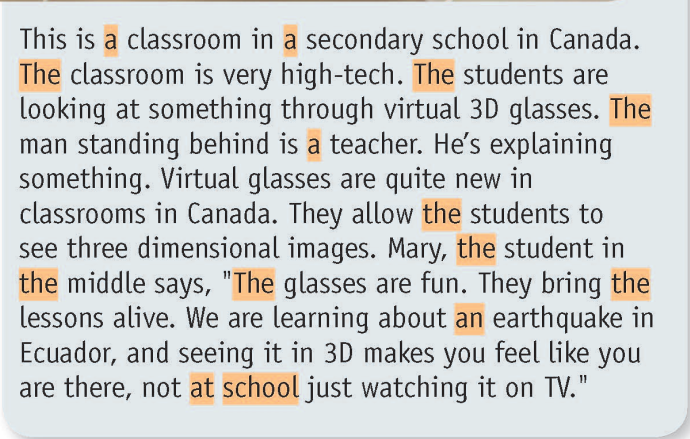 This is a classroom in a secondary school in Canada.
The classroom is very high-tech. The students are
looking at something through virtual 3D glasses. The
man standing behind is a teacher. He's explaining
something. Virtual glasses are quite new in
classrooms in Canada. They allow the students to
see three dimensional images. Mary, the student in
the middle says, "The glasses are fun. They bring the
lessons alive. We are learning about an earthquake in
Ecuador, and seeing it in 3D makes you feel like you
are there, not at school just watching it on TV."